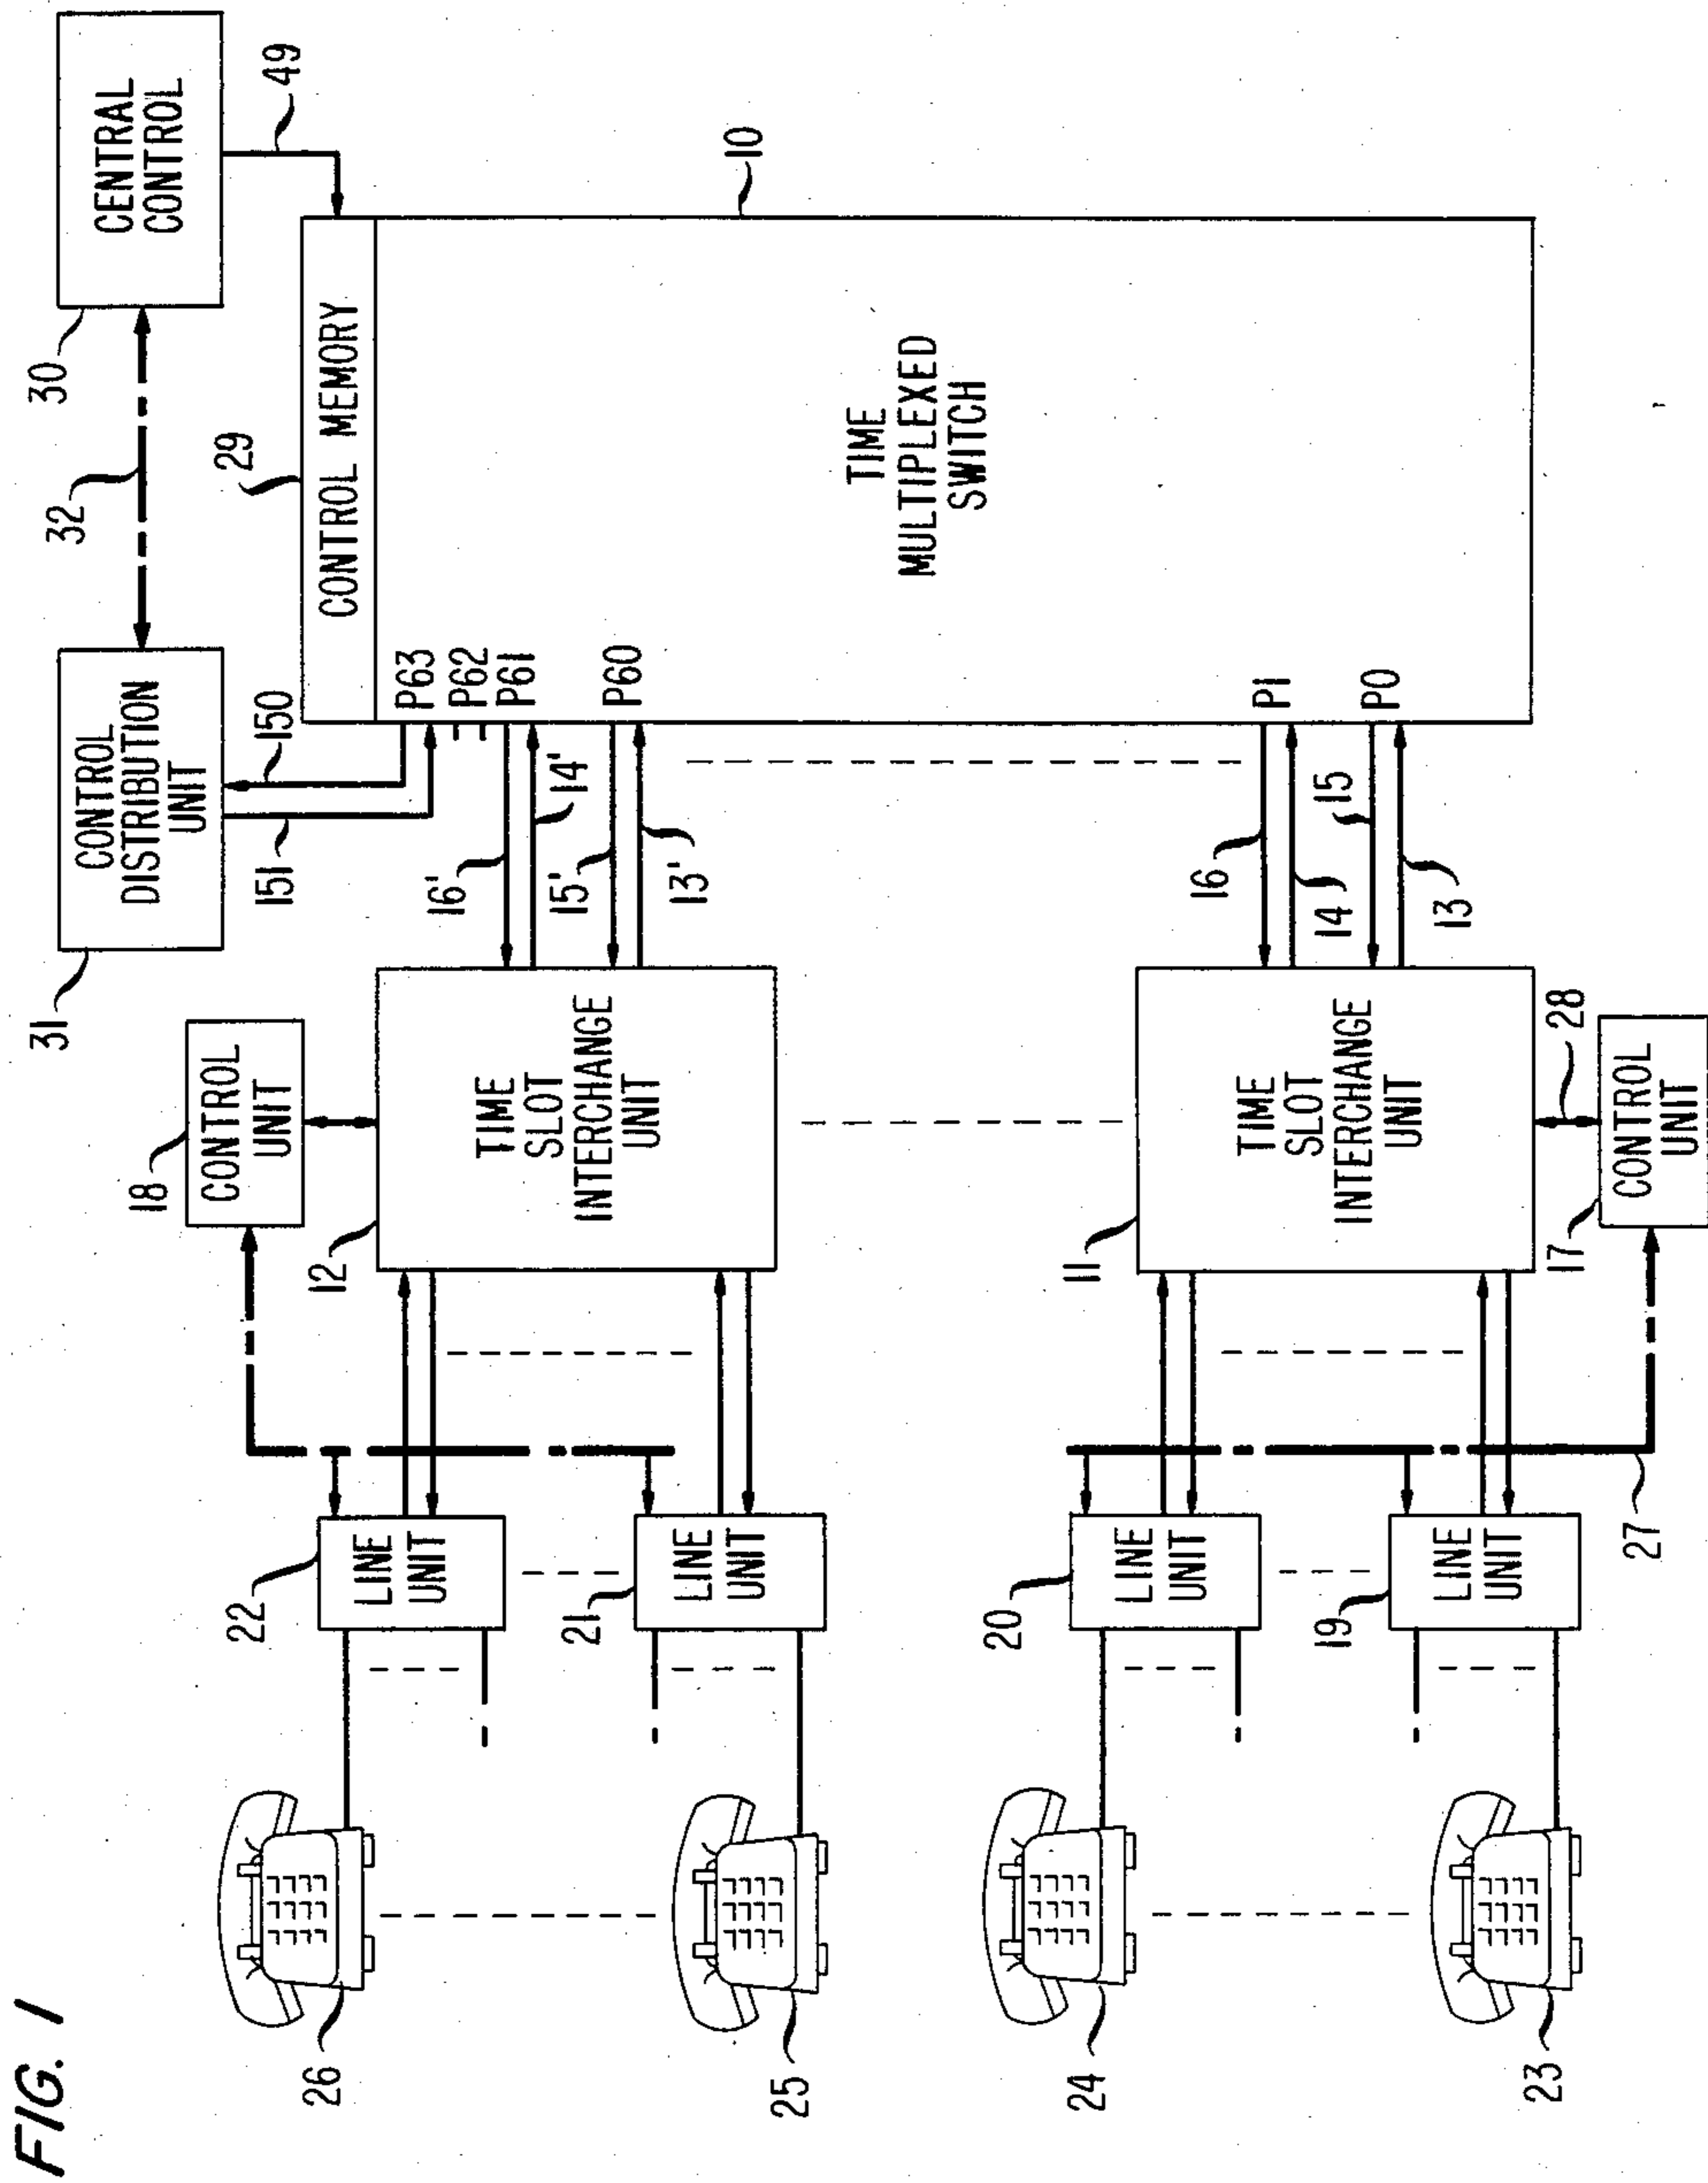 FIG. 1
CENTRAL
CONTROL
30
49
32
CONTROL
DISTRIBUTION
UNIT
31
150
151
CONTROL MEMORY
29
TIME
MULTIPLEXED
SWITCH
10
P63
P62
P61
P60
P1
P0
16'
14'
15'
13'
16
14
15
13
CONTROL
UNIT
18
TIME
SLOT
INTERCHANGE
UNIT
12
TIME
SLOT
INTERCHANGE
UNIT
11
28
CONTROL
UNIT
17
27
LINE
UNIT
22
LINE
UNIT
21
LINE
UNIT
20
LINE
UNIT
19
26
25
24
23